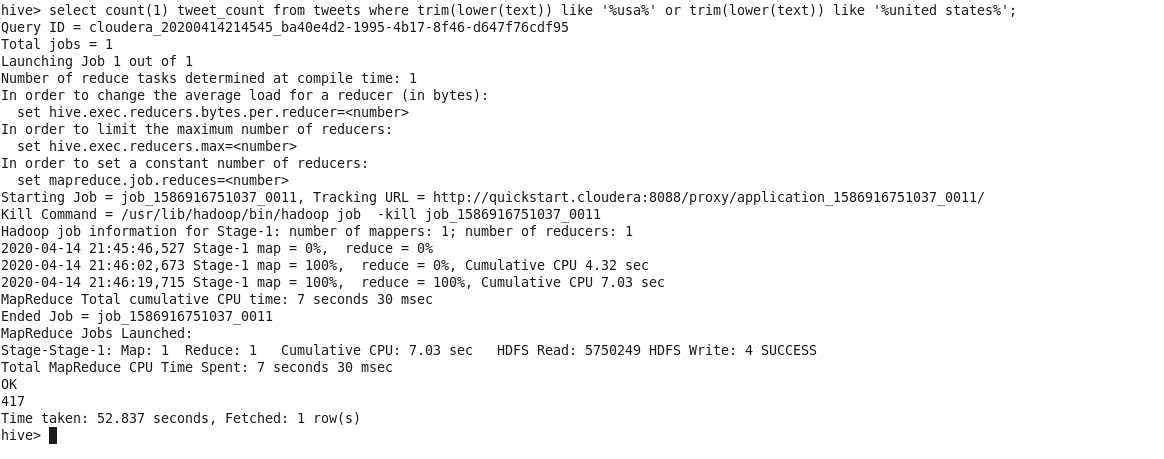 hive> select count(1) tweet_count from tweets where trim(lower(text)) like '%usa%' or trim(lower(text)) like '%united states%';
Query ID = cloudera_20200414214545_ba40e4d2-1995-4b17-8f46-d647f76cdf95
Total jobs = 1
Launching Job 1 out of 1
Number of reduce tasks determined at compile time: 1
In order to change the average load for a reducer (in bytes):
  set hive.exec.reducers.bytes.per.reducer=<number>
In order to limit the maximum number of reducers:
  set hive.exec.reducers.max=<number>
In order to set a constant number of reducers:
  set mapreduce.job.reduces=<number>
Starting Job = job_1586916751037_0011, Tracking URL = http://quickstart.cloudera:8088/proxy/application_1586916751037_0011/
Kill Command = /usr/lib/hadoop/bin/hadoop job  -kill job_1586916751037_0011
Hadoop job information for Stage-1: number of mappers: 1; number of reducers: 1
2020-04-14 21:45:46,527 Stage-1 map = 0%,  reduce = 0%
2020-04-14 21:46:02,673 Stage-1 map = 100%,  reduce = 0%, Cumulative CPU 4.32 sec
2020-04-14 21:46:19,715 Stage-1 map = 100%,  reduce = 100%, Cumulative CPU 7.03 sec
MapReduce Total cumulative CPU time: 7 seconds 30 msec
Ended Job = job_1586916751037_0011
MapReduce Jobs Launched:
Stage-Stage-1: Map: 1  Reduce: 1   Cumulative CPU: 7.03 sec   HDFS Read: 5750249 HDFS Write: 4 SUCCESS
Total MapReduce CPU Time Spent: 7 seconds 30 msec
OK
417
Time taken: 52.837 seconds, Fetched: 1 row(s)
hive>